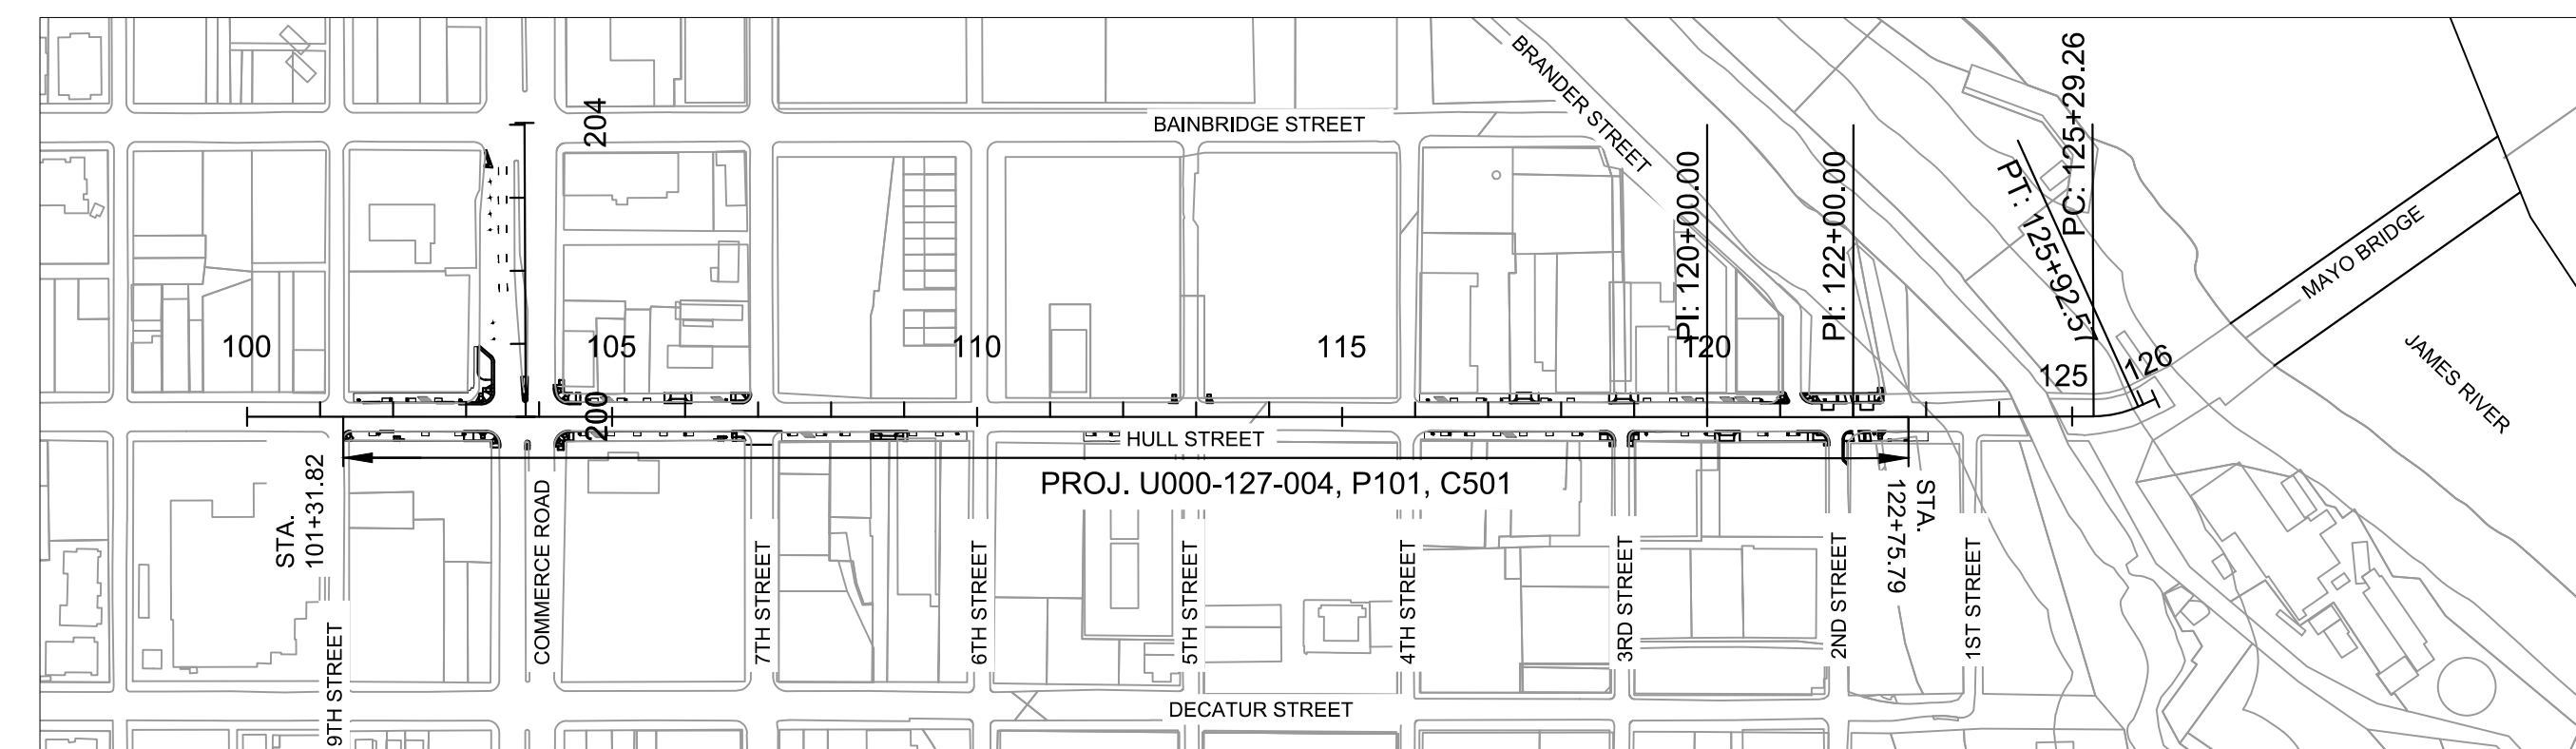 BRANDER STREET
BAINBRIDGE STREET
204
PI: 120+00.00
PI: 122+00.00
PT: 125+92.57
PC: 125+29.26
MAYO BRIDGE
JAMES RIVER
100
105
110
115
120
125
126
200
HULL STREET
PROJ. U000-127-004, P101, C501
STA.
101+31.82
STA.
122+75.79
9TH STREET
COMMERCE ROAD
7TH STREET
6TH STREET
5TH STREET
4TH STREET
3RD STREET
2ND STREET
1ST STREET
DECATUR STREET